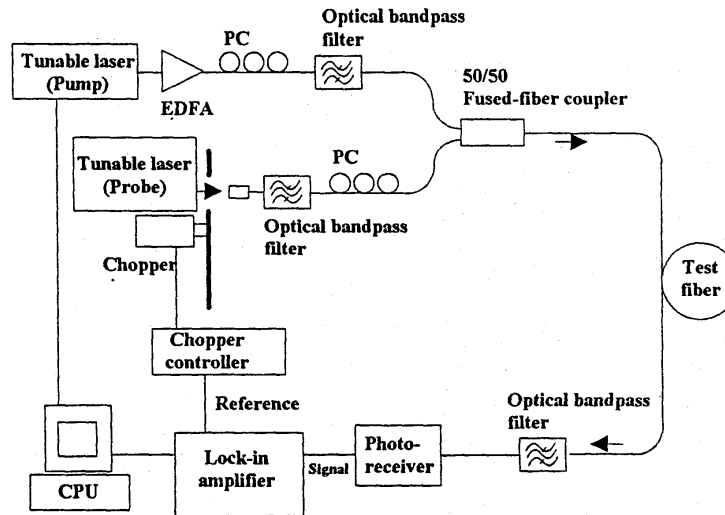 Optical bandpass
filter
PC
Tunable laser
(Pump)
EDFA
50/50
Fused-fiber coupler
Tunable laser
(Probe)
PC
Optical bandpass
filter
Chopper
Test
fiber
Chopper
controller
Reference
Optical bandpass
filter
Lock-in
amplifier
Signal
Photo-
receiver
CPU